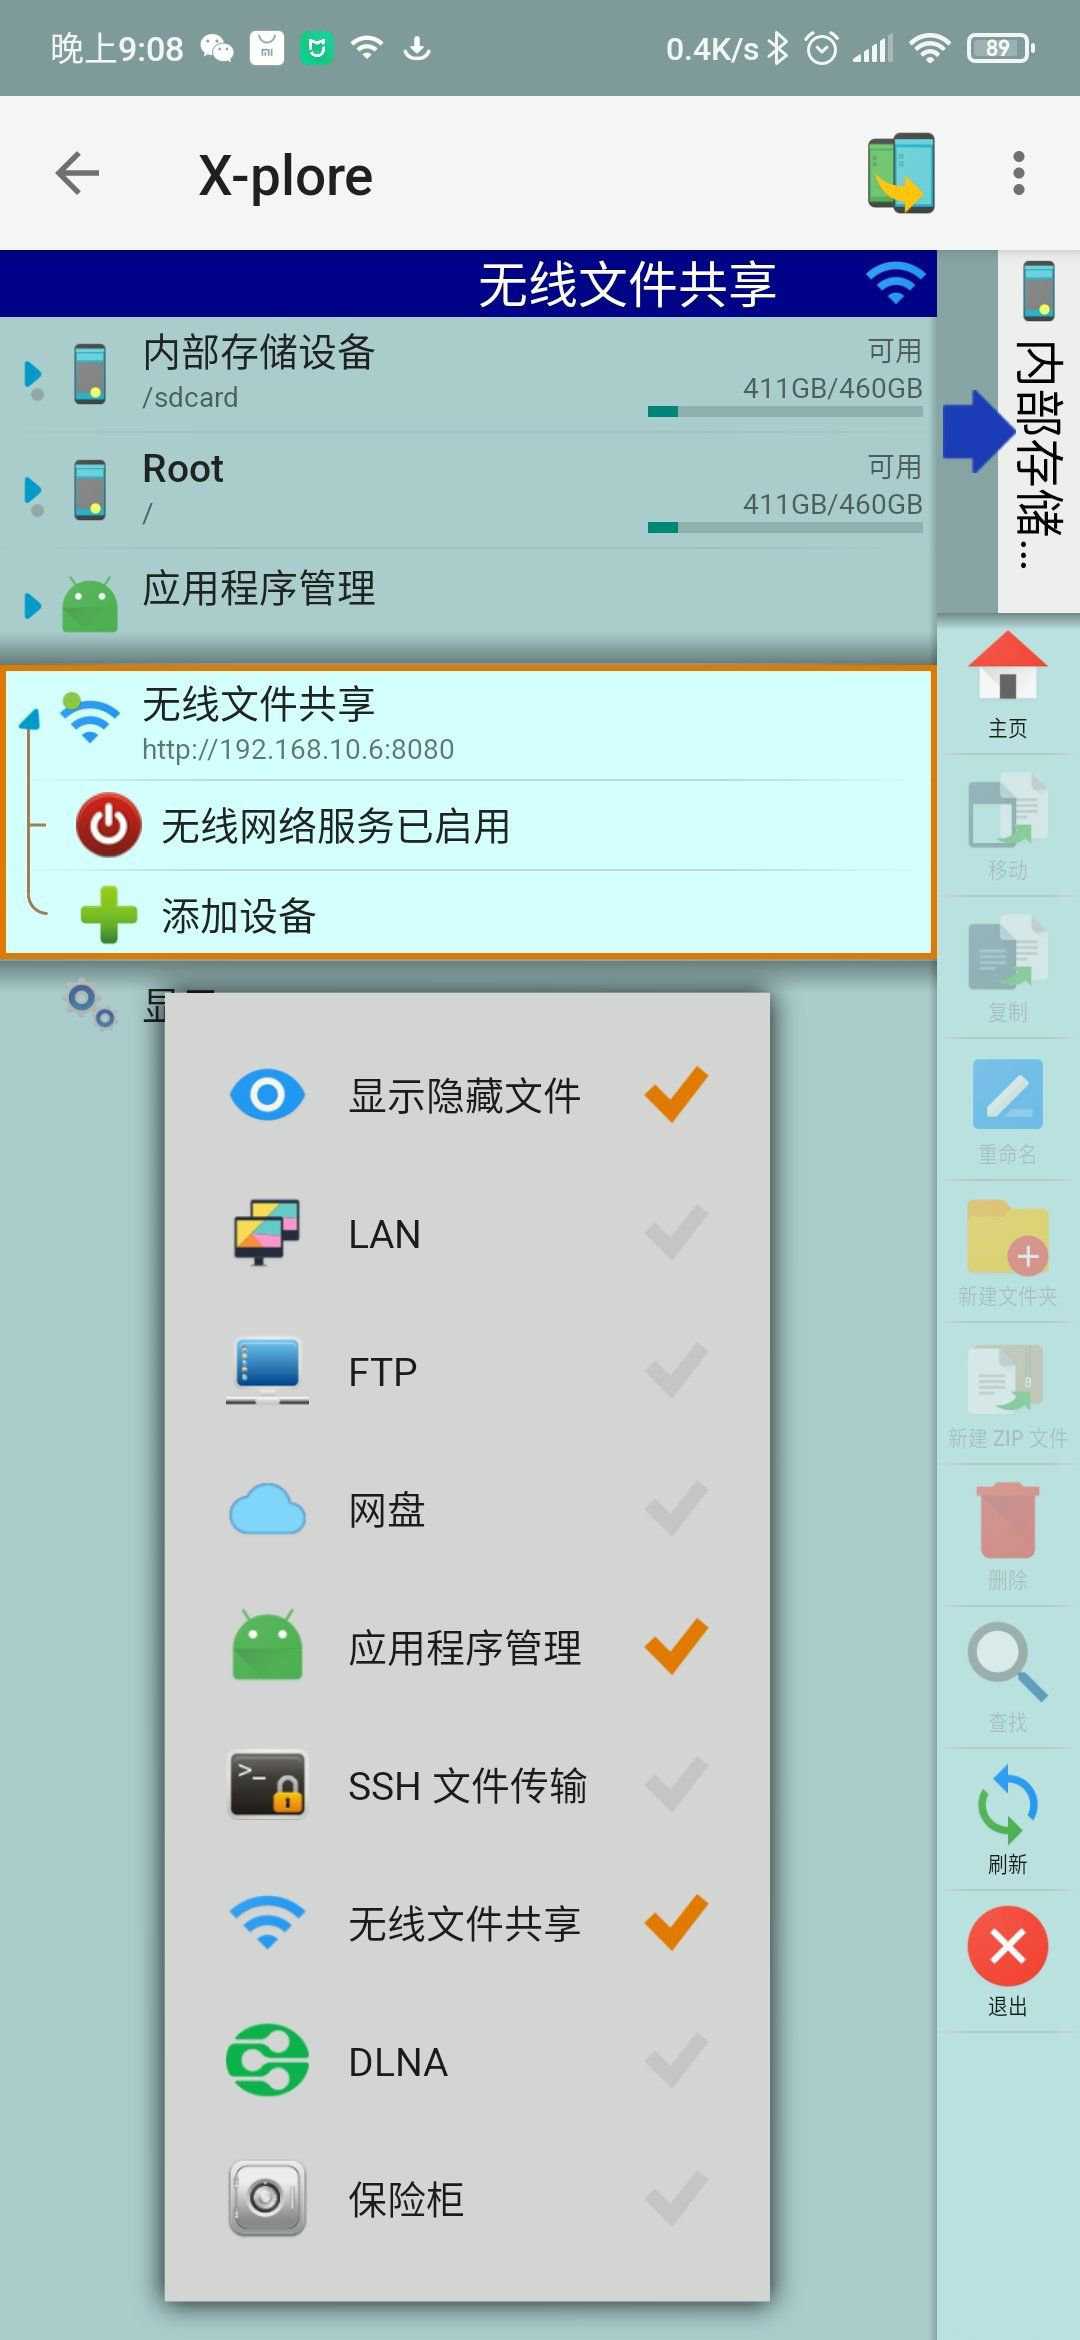 晚上9:08
0.4K/s
89
X-plore
无线文件共享
内部存储...
内部存储设备
可用
/sdcard
411GB/460GB
Root
可用
/
411GB/460GB
应用程序管理
无线文件共享
http://192.168.10.6:8080
无线网络服务已启用
添加设备
显示隐藏文件
LAN
FTP
网盘
应用程序管理
SSH 文件传输
无线文件共享
DLNA
保险柜
主页
移动
复制
重命名
新建文件夹
新建 ZIP 文件
删除
查找
刷新
退出